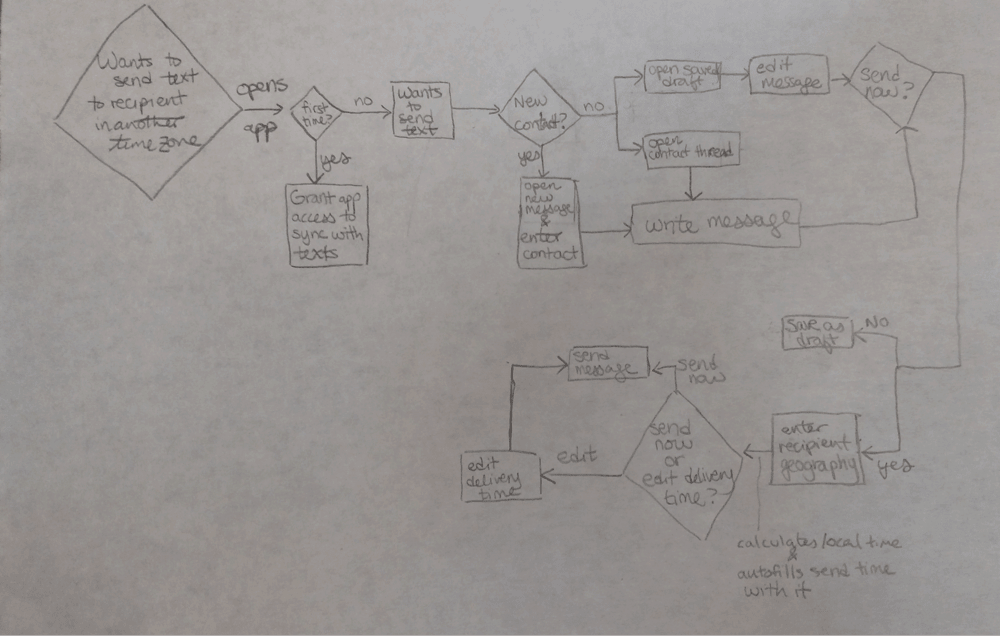 Wants to
send text
to recipient
in another
time zone
opens
app
first
time?
no
yes
Grant app
access to
sync with
texts
Wants
to
send
text
New
contact?
no
yes
open
new
message
&
enter
contact
open saved
draft
edit
message
send
now?
open
contact thread
write message
No
save as
draft
yes
enter
recipient
geography
calculates local time
&
autofills send time
with it
send
now
or
edit delivery
time?
send
now
send
message
edit
edit
delivery
time